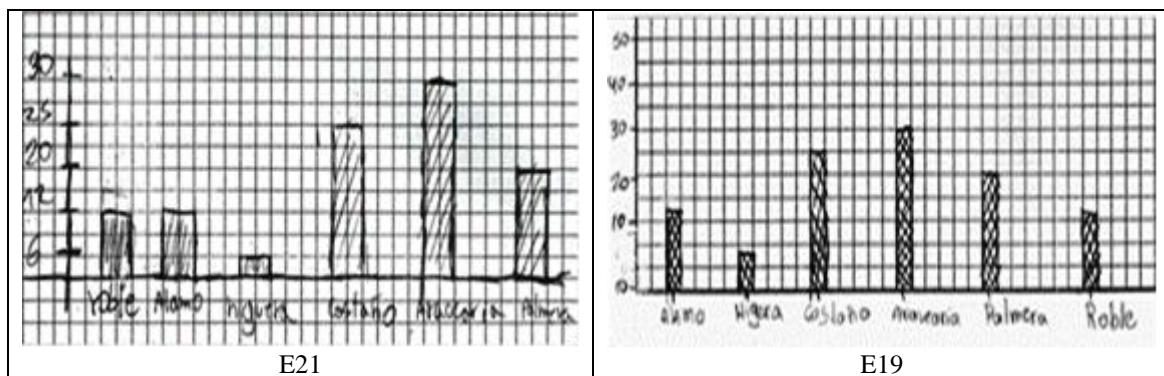 30
25
20
12
6
Roble Alamo higuera Castaño Araucaria Palmera
E21
50
40
30
20
10
0
Alamo Higera Castaño Araucaria Palmera Roble
E19